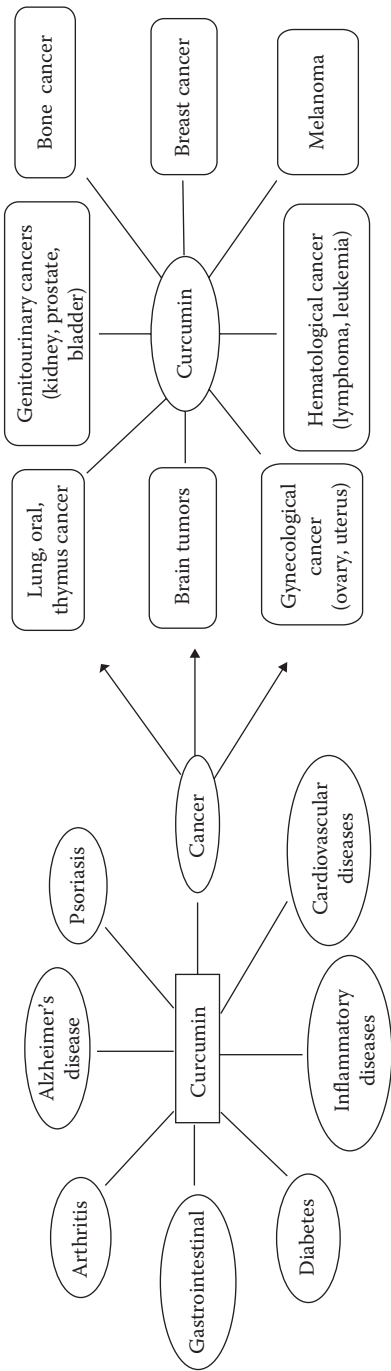 Arthritis
Alzheimer's
disease
Psoriasis
Gastrointestinal
Curcumin
Cancer
Diabetes
Inflammatory
diseases
Cardiovascular
diseases
Lung, oral,
thymus cancer
Genitourinary cancers
(kidney, prostate,
bladder)
Bone cancer
Brain tumors
Curcumin
Breast cancer
Gynecological
cancer
(ovary, uterus)
Hematological cancer
(lymphoma, leukemia)
Melanoma